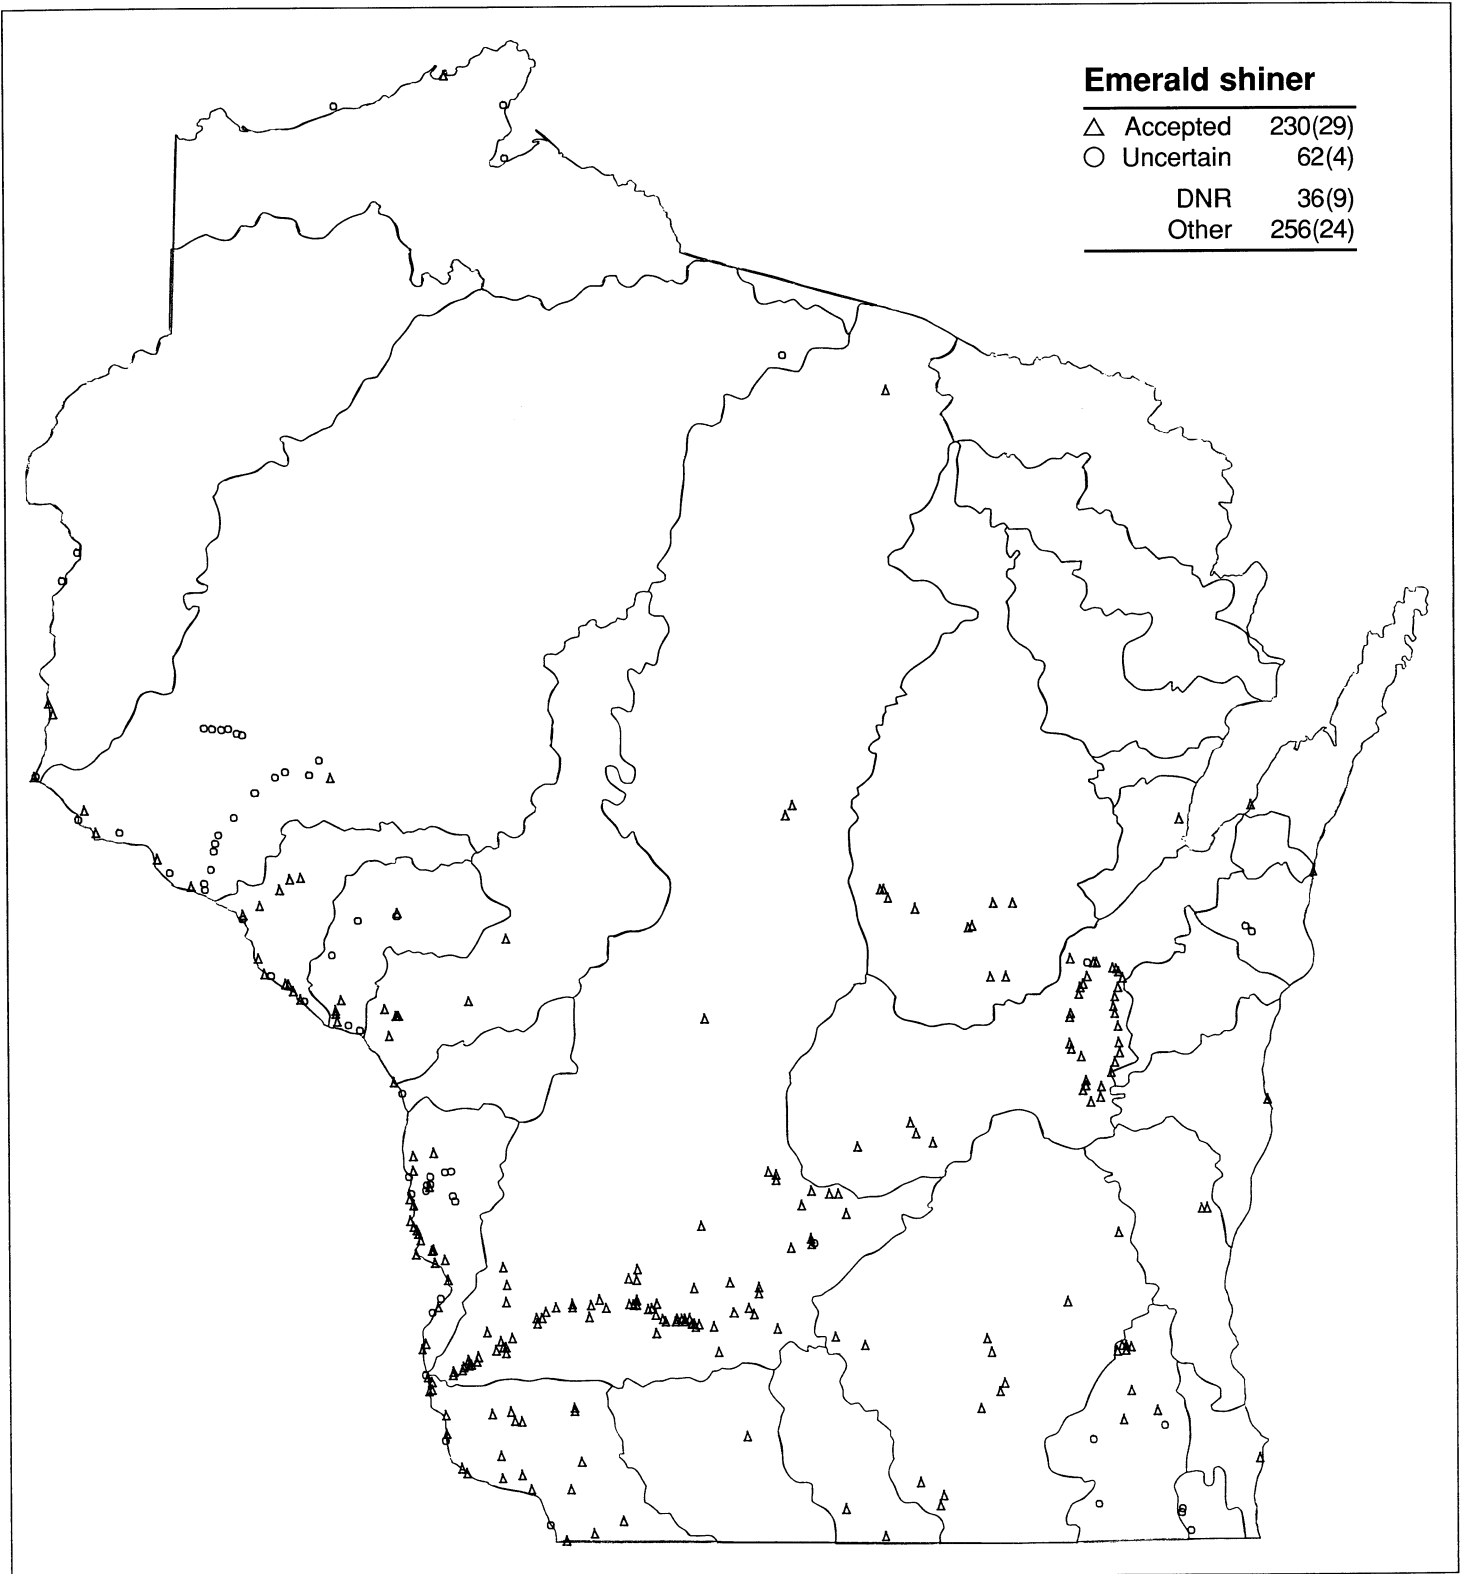 Emerald shiner
△ Accepted 230(29)
○ Uncertain 62(4)
DNR 36(9)
Other 256(24)